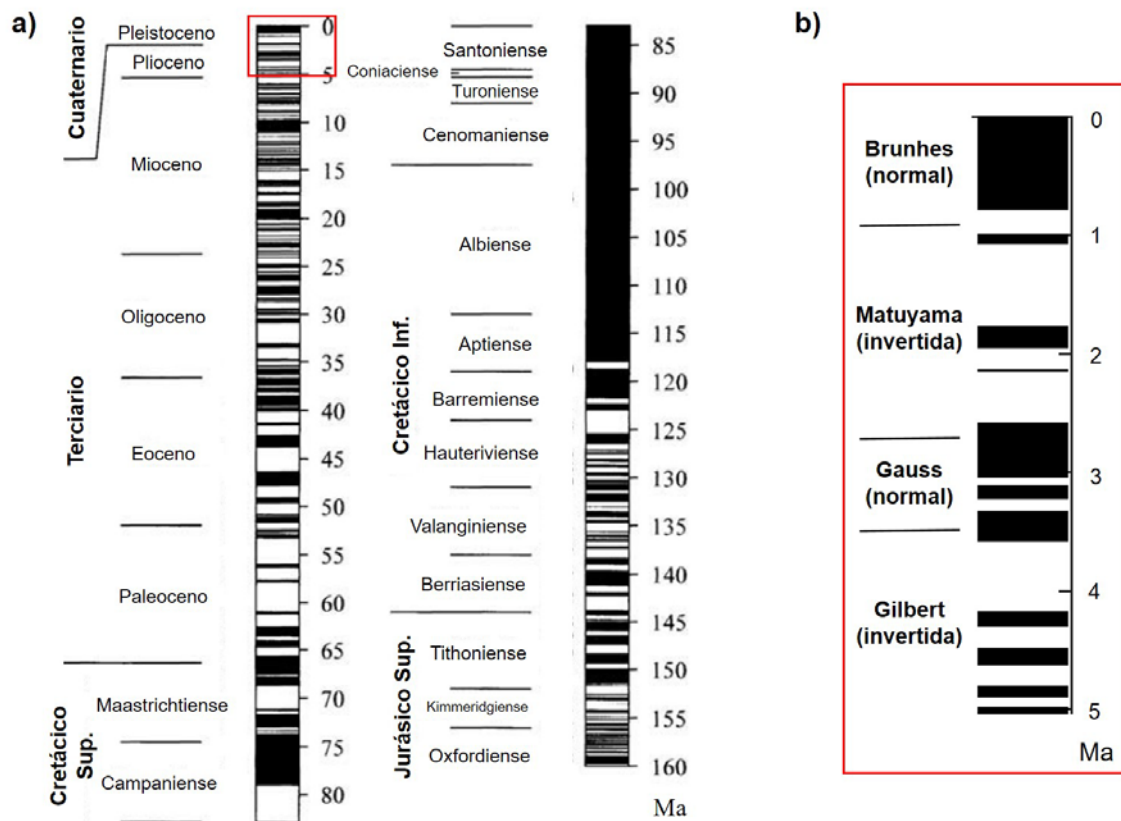 a)
Cuaternario
Pleistoceno
Plioceno
Mioceno
Terciario
Oligoceno
Eoceno
Paleoceno
Cretácico
Sup.
Maastrichtiense
Campaniense
0
5
10
15
20
25
30
35
40
45
50
55
60
65
70
75
80
Santoniense
Coniaciense
Turoniense
Cenomaniense
Cretácico Inf.
Albiense
Aptiense
Barremiense
Hauteriviense
Valanginiense
Berriasiense
Jurásico Sup.
Tithoniense
Kimmeridgiense
Oxfordiense
85
90
95
100
105
110
115
120
125
130
135
140
145
150
155
160
Ma
b)
Brunhes
(normal)
Matuyama
(invertida)
Gauss
(normal)
Gilbert
(invertida)
0
1
2
3
4
5
Ma